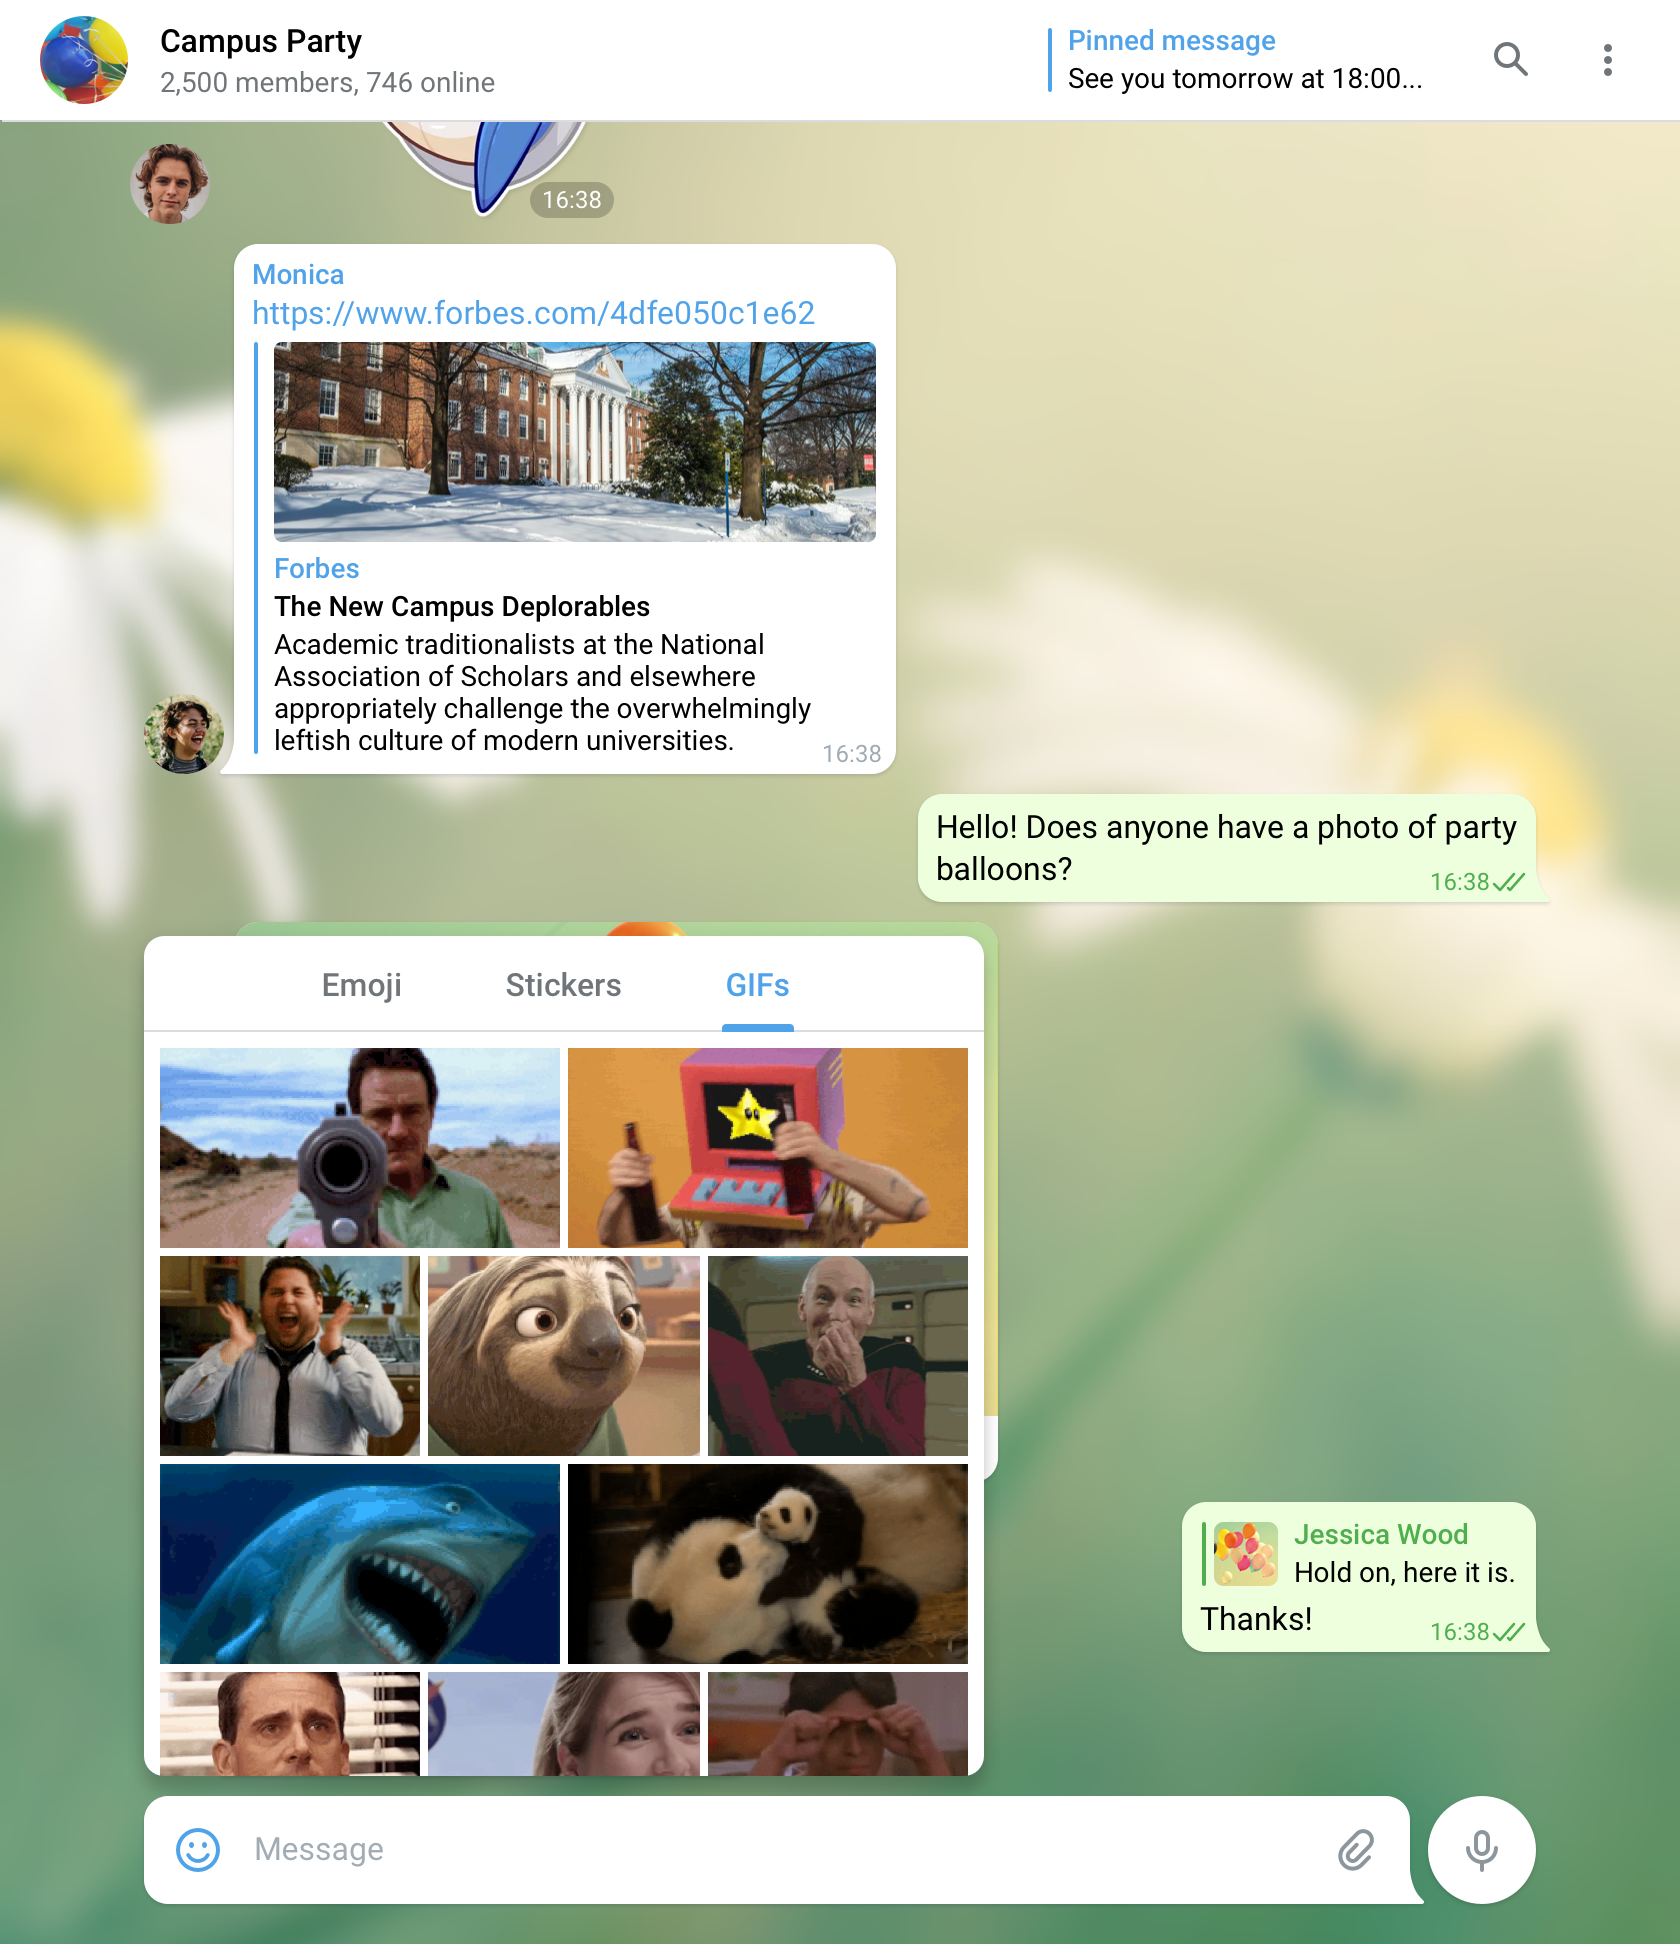 Campus Party
2,500 members, 746 online
Pinned message
See you tomorrow at 18:00...
16:38
Monica
https://www.forbes.com/4dfe050c1e62
Forbes
The New Campus Deplorables
Academic traditionalists at the National
Association of Scholars and elsewhere
appropriately challenge the overwhelmingly
leftish culture of modern universities.
16:38
Hello! Does anyone have a photo of party
balloons?
16:38
Emoji
Stickers
GIFs
Jessica Wood
Hold on, here it is.
Thanks!
16:38
Message